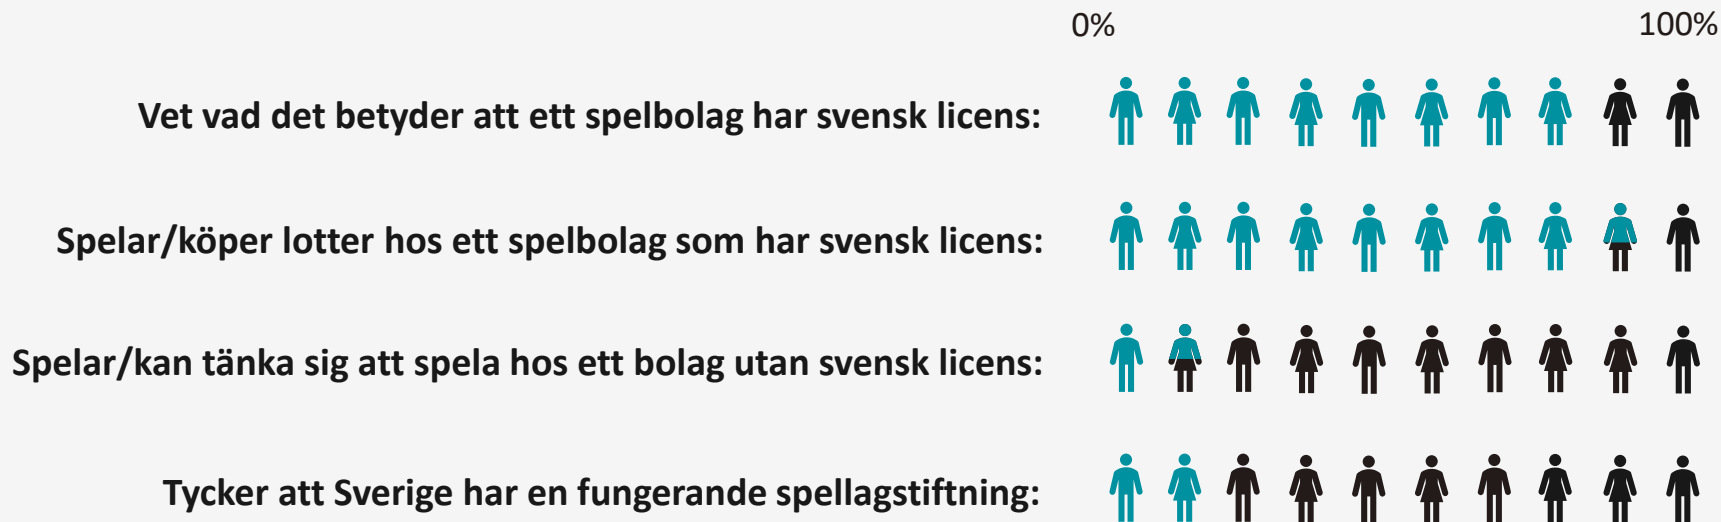 0% 100%
Vet vad det betyder att ett spelbolag har svensk licens:
Spelar/köper lotter hos ett spelbolag som har svensk licens:
Spelar/kan tänka sig att spela hos ett bolag utan svensk licens:
Tycker att Sverige har en fungerande spellagstiftning: